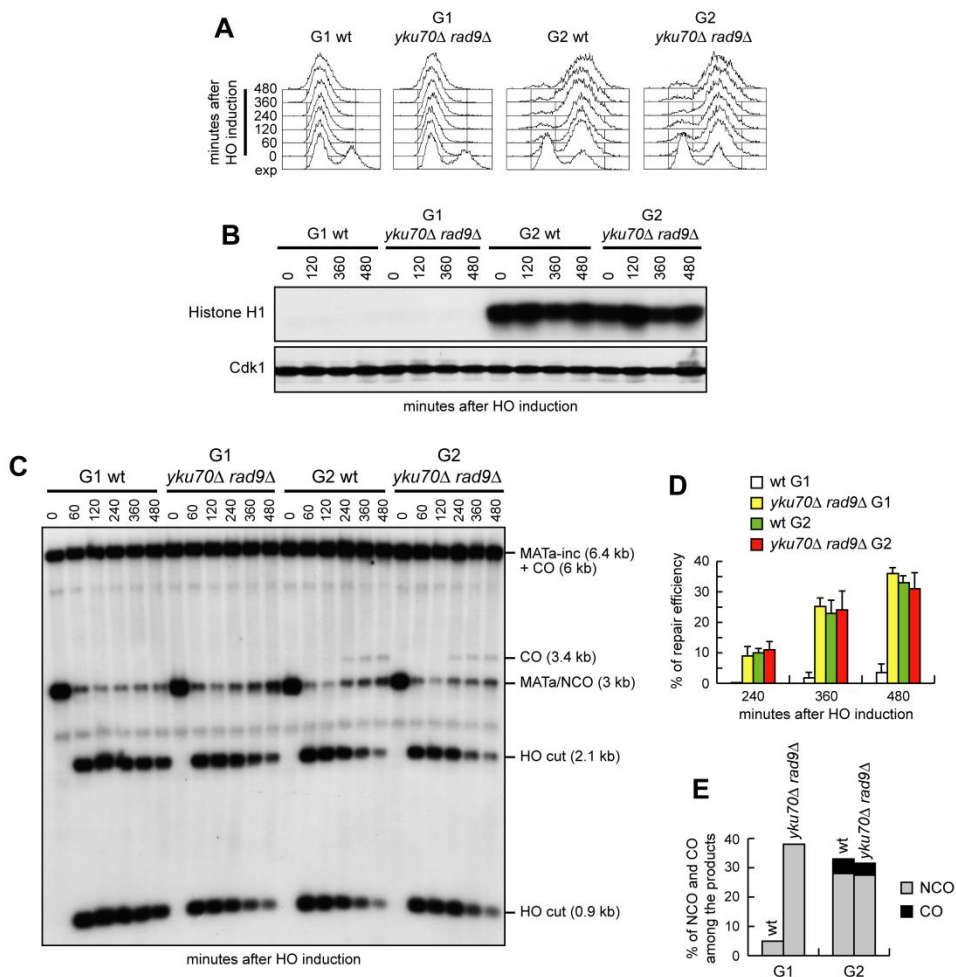 A
G1 wt
G1
yku70Δ rad9Δ
G2 wt
G2
yku70Δ rad9Δ
minutes after
HO induction
480
360
240
120
60
0
exp
B
G1 wt
G1
yku70Δ rad9Δ
G2 wt
G2
yku70Δ rad9Δ
0 120 360 480 0 120 360 480 0 120 360 480 0 120 360 480
Histone H1
Cdk1
minutes after HO induction
C
G1 wt
G1
yku70Δ rad9Δ
G2 wt
G2
yku70Δ rad9Δ
0 60 120 240 360 480 0 60 120 240 360 480 0 60 120 240 360 480 0 60 120 240 360 480
MATa-inc (6.4 kb)
+ CO (6 kb)
CO (3.4 kb)
MATa/NCO (3 kb)
HO cut (2.1 kb)
HO cut (0.9 kb)
minutes after HO induction
D
wt G1
yku70Δ rad9Δ G1
wt G2
yku70Δ rad9Δ G2
% of repair efficiency
40
30
20
10
0
240 360 480
minutes after HO induction
E
% of NCO and CO
among the products
40
30
20
10
0
wt
yku70Δ rad9Δ
wt
yku70Δ rad9Δ
G1 G2
NCO
CO